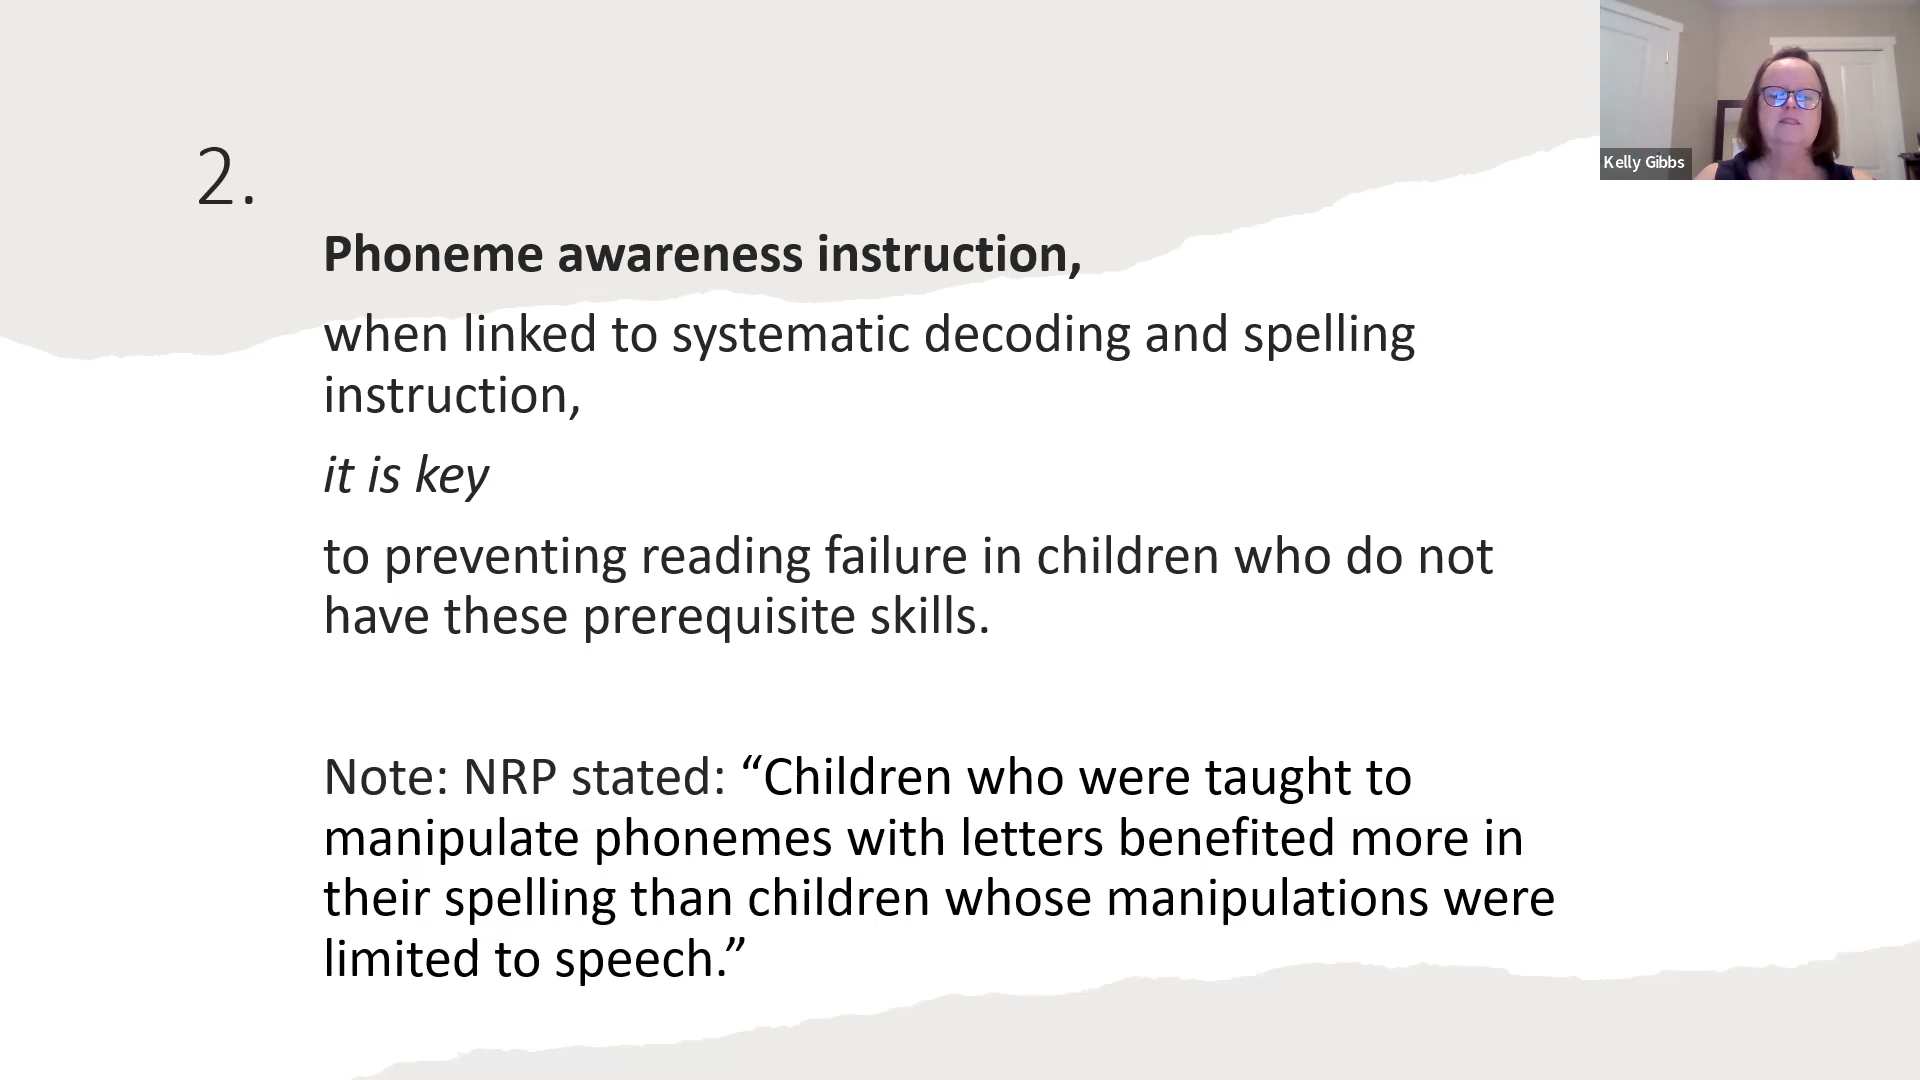 2.
Phoneme awareness instruction,
when linked to systematic decoding and spelling
instruction,
it is key
to preventing reading failure in children who do not
have these prerequisite skills.
Note: NRP stated: “Children who were taught to
manipulate phonemes with letters benefited more in
their spelling than children whose manipulations were
limited to speech.”
Kelly Gibbs